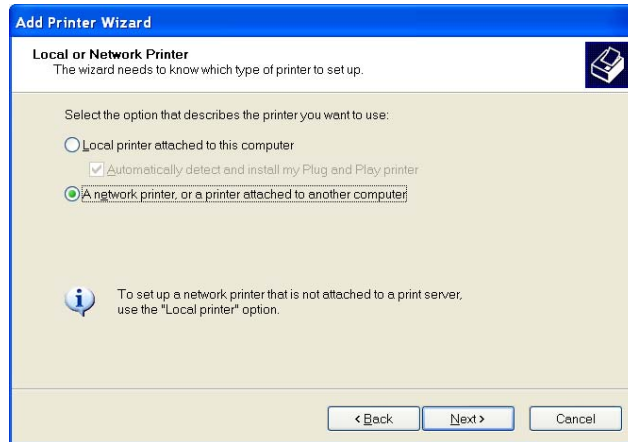 Add Printer Wizard
Local or Network Printer
The wizard needs to know which type of printer to set up.
Select the option that describes the printer you want to use:
Local printer attached to this computer
Automatically detect and install my Plug and Play printer
A network printer, or a printer attached to another computer
To set up a network printer that is not attached to a print server,
use the "Local printer" option.
< Back Next > Cancel